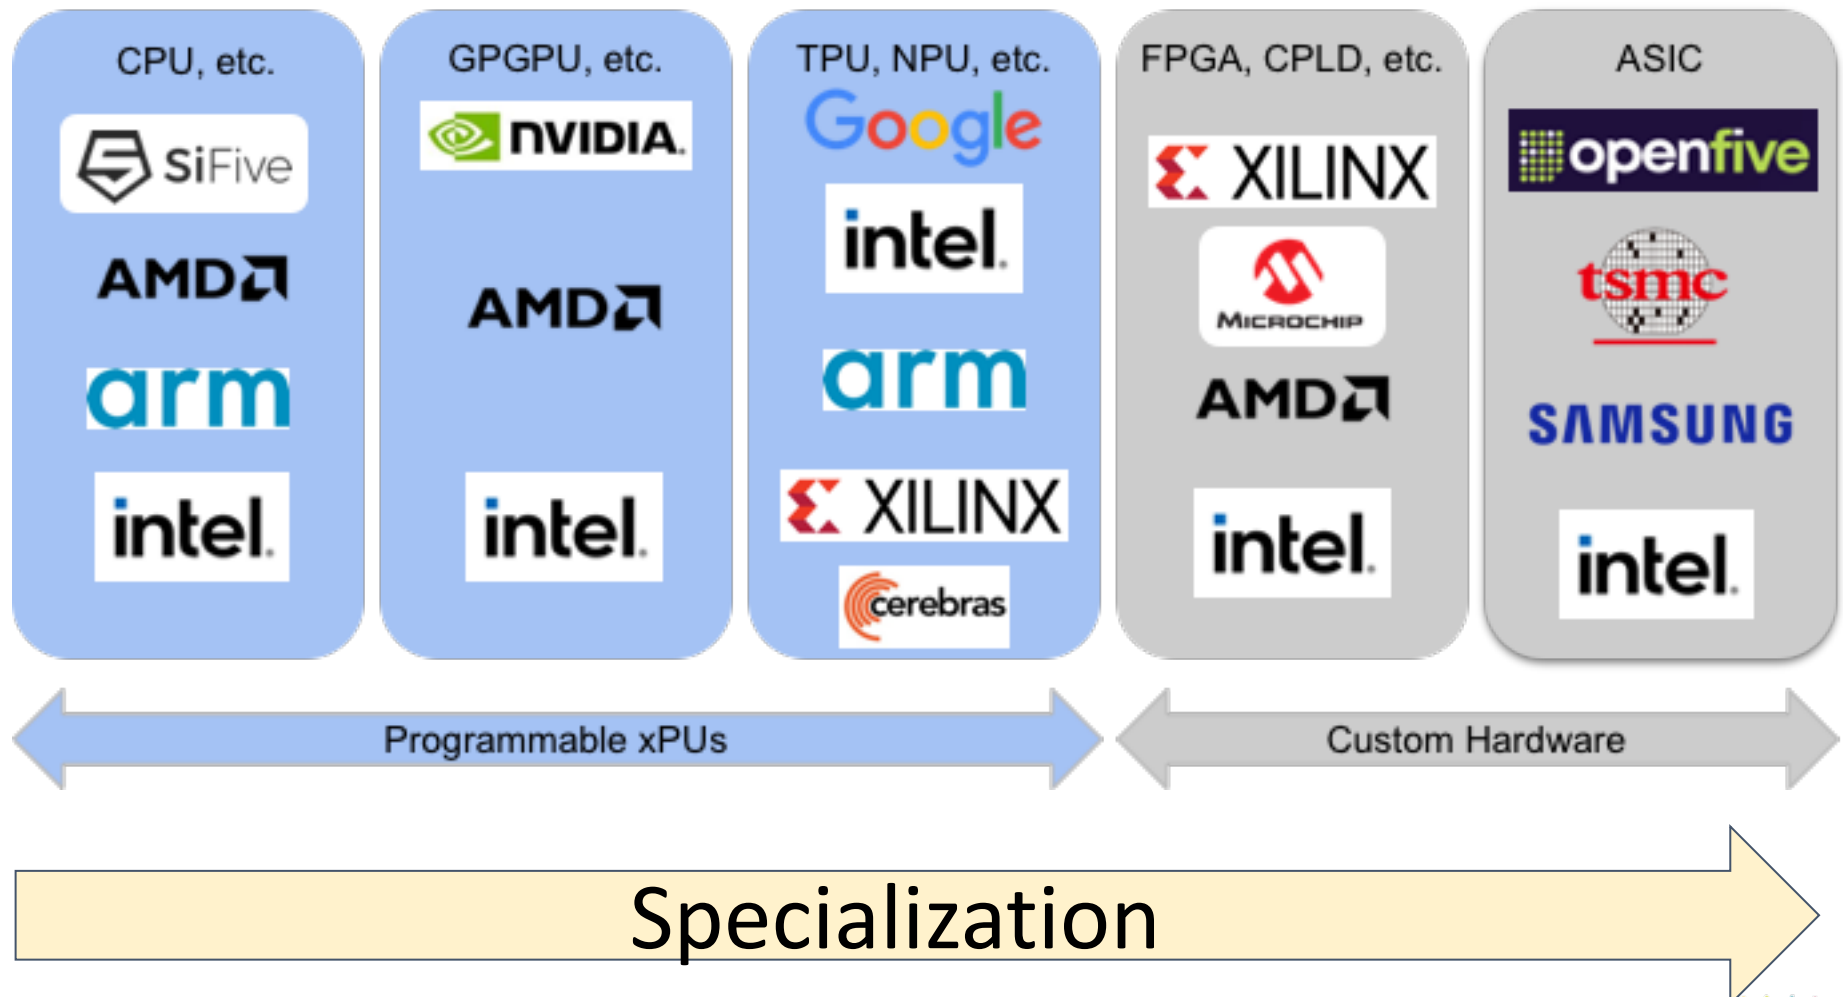 CPU, etc.
SiFive
AMD
arm
intel.
GPGPU, etc.
NVIDIA.
AMD
intel.
TPU, NPU, etc.
Google
intel.
arm
XILINX
cerebras
FPGA, CPLD, etc.
XILINX
MICROCHIP
AMD
intel.
ASIC
openfive
tsmc
SAMSUNG
intel.
Programmable xPUs
Custom Hardware
Specialization